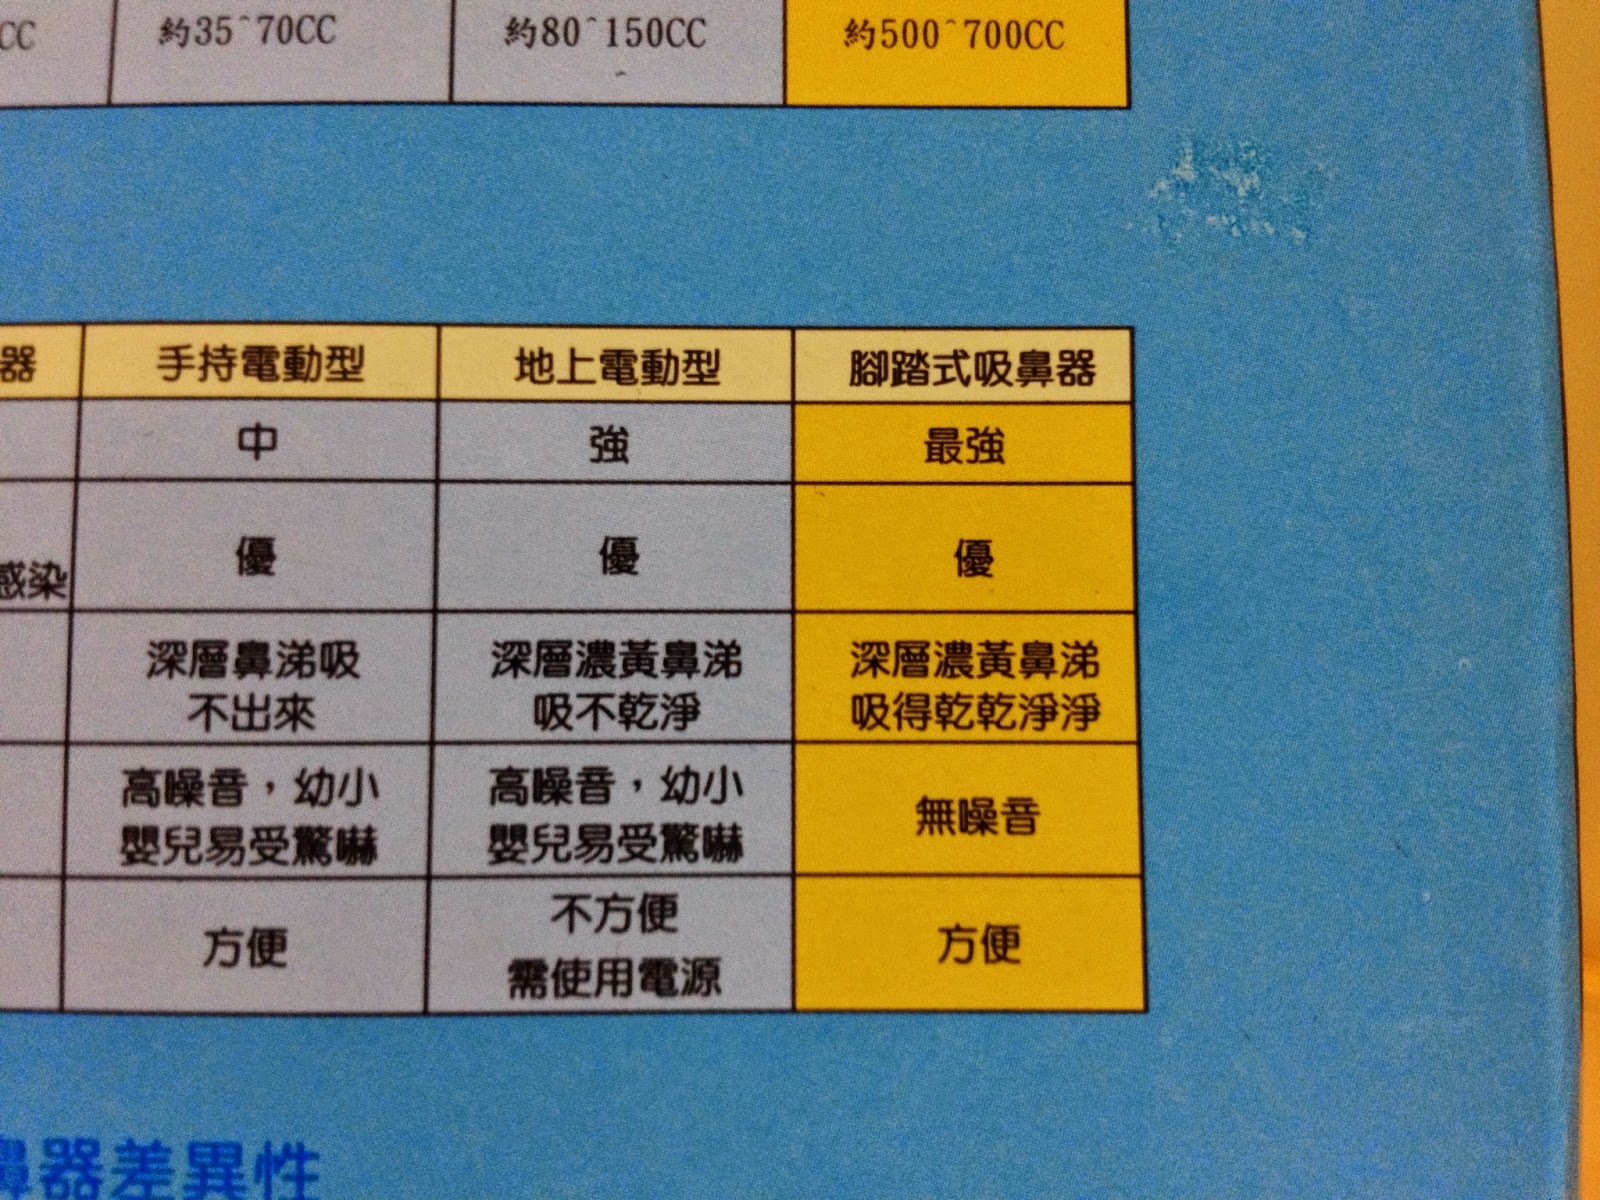 CC 約35~70CC 約80~150CC 約500~700CC
器 手持電動型 地上電動型 腳踏式吸鼻器
中 強 最強
優 優 優
感染
深層鼻涕吸 深層濃黃鼻涕 深層濃黃鼻涕
不出來 吸不乾淨 吸得乾乾淨淨
高噪音，幼小 高噪音，幼小 無噪音
嬰兒易受驚嚇 嬰兒易受驚嚇
方便 不方便 方便
需使用電源
鼻器差異性